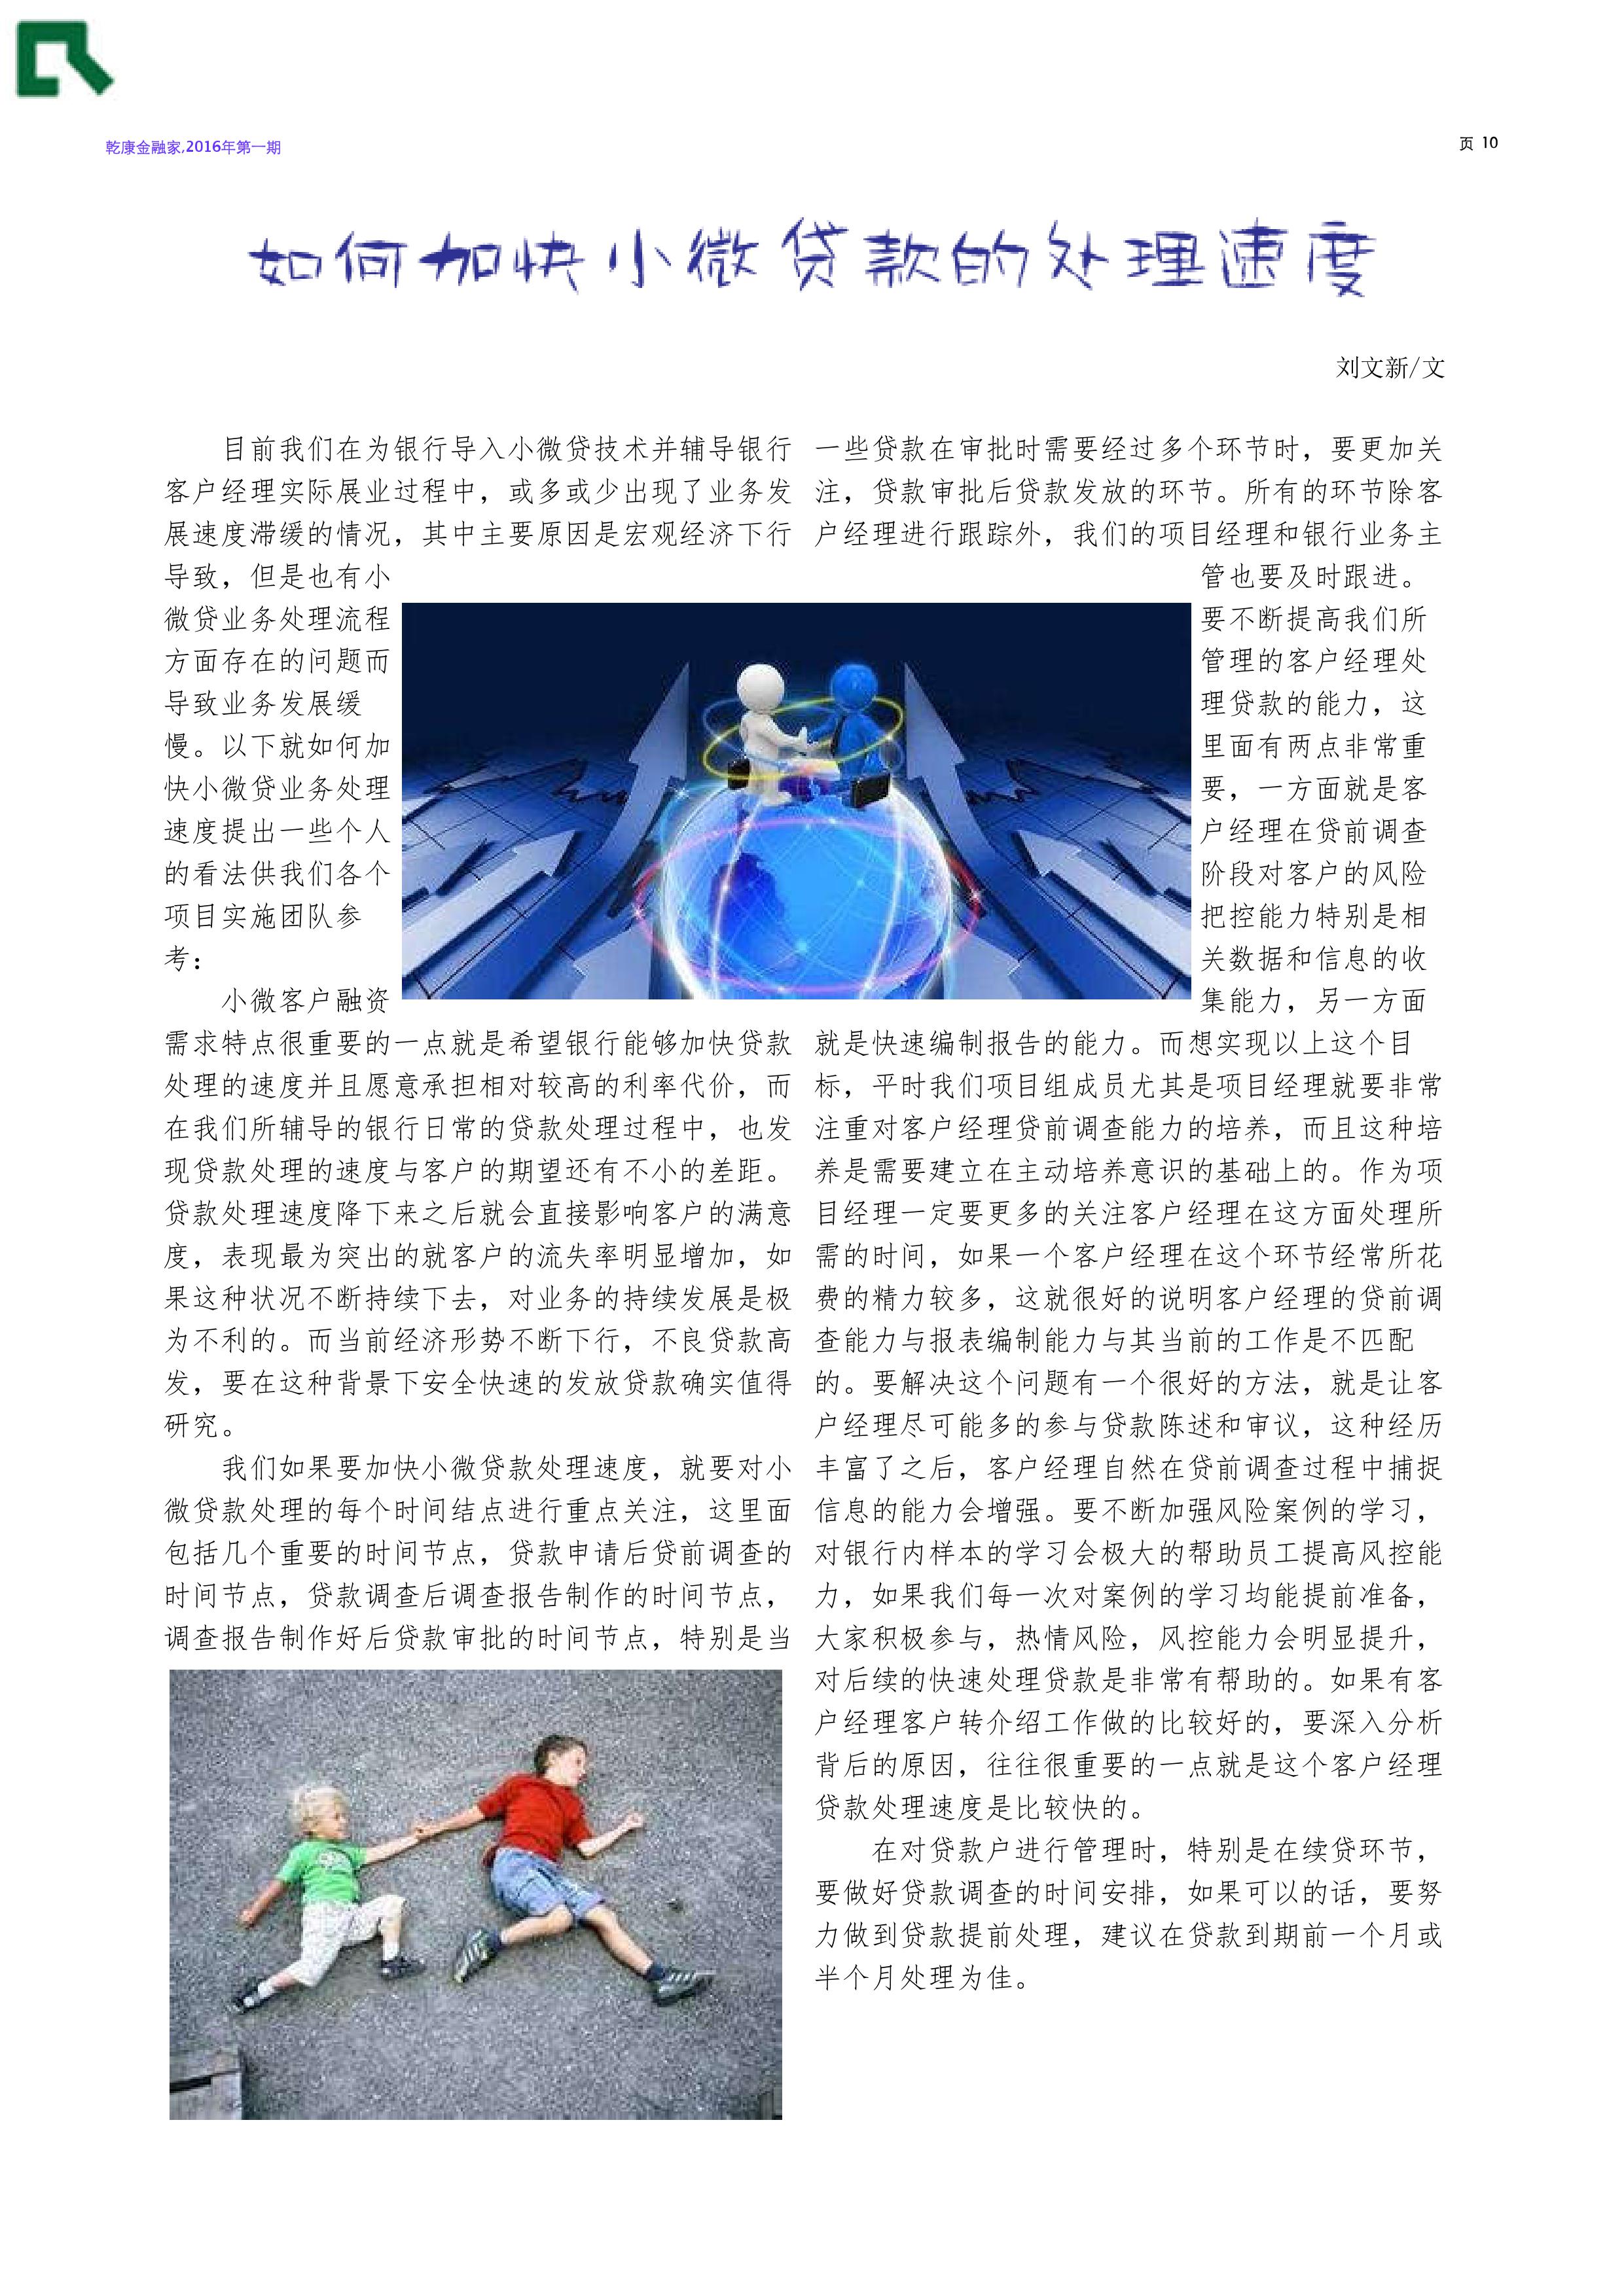 乾康金融家,2016年第一期
页 10
如何加快小微贷款的处理速度
刘文新/文
目前我们在为银行导入小微贷技术并辅导银行
客户经理实际展业过程中，或多或少出现了业务发
展速度滞缓的情况，其中主要原因是宏观经济下行
导致，但是也有小
微贷业务处理流程
方面存在的问题而
导致业务发展缓
慢。以下就如何加
快小微贷业务处理
速度提出一些个人
的看法供我们各个
项目实施团队参
考：
小微客户融资
需求特点很重要的一点就是希望银行能够加快贷款
处理的速度并且愿意承担相对较高的利率代价，而
在我们所辅导的银行日常的贷款处理过程中，也发
现贷款处理的速度与客户的期望还有不小的差距。
贷款处理速度降下来之后就会直接影响客户的满意
度，表现最为突出的就客户的流失率明显增加，如
果这种状况不断持续下去，对业务的持续发展是极
为不利的。而当前经济形势不断下行，不良贷款高
发，要在这种背景下安全快速的发放贷款确实值得
研究。
我们如果要加快小微贷款处理速度，就要对小
微贷款处理的每个时间结点进行重点关注，这里面
包括几个重要的时间节点，贷款申请后贷前调查的
时间节点，贷款调查后调查报告制作的时间节点，
调查报告制作好后贷款审批的时间节点，特别是当
一些贷款在审批时需要经过多个环节时，要更加关
注，贷款审批后贷款发放的环节。所有的环节除客
户经理进行跟踪外，我们的项目经理和银行业务主
管也要及时跟进。
要不断提高我们所
管理的客户经理处
理贷款的能力，这
里面有两点非常重
要，一方面就是客
户经理在贷前调查
阶段对客户的风险
把控能力特别是相
关数据和信息的收
集能力，另一方面
就是快速编制报告的能力。而想实现以上这个目
标，平时我们项目组成员尤其是项目经理就要非常
注重对客户经理贷前调查能力的培养，而且这种培
养是需要建立在主动培养意识的基础上的。作为项
目经理一定要更多的关注客户经理在这方面处理所
需的时间，如果一个客户经理在这个环节经常所花
费的精力较多，这就很好的说明客户经理的贷前调
查能力与报表编制能力与其当前的工作是不匹配
的。要解决这个问题有一个很好的方法，就是让客
户经理尽可能多的参与贷款陈述和审议，这种经历
丰富了之后，客户经理自然在贷前调查过程中捕捉
信息的能力会增强。要不断加强风险案例的学习，
对银行内样本的学习会极大的帮助员工提高风控能
力，如果我们每一次对案例的学习均能提前准备，
大家积极参与，热情风险，风控能力会明显提升，
对后续的快速处理贷款是非常有帮助的。如果有客
户经理客户转介绍工作做的比较好的，要深入分析
背后的原因，往往很重要的一点就是这个客户经理
贷款处理速度是比较快的。
在对贷款户进行管理时，特别是在续贷环节，
要做好贷款调查的时间安排，如果可以的话，要努
力做到贷款提前处理，建议在贷款到期前一个月或
半个月处理为佳。